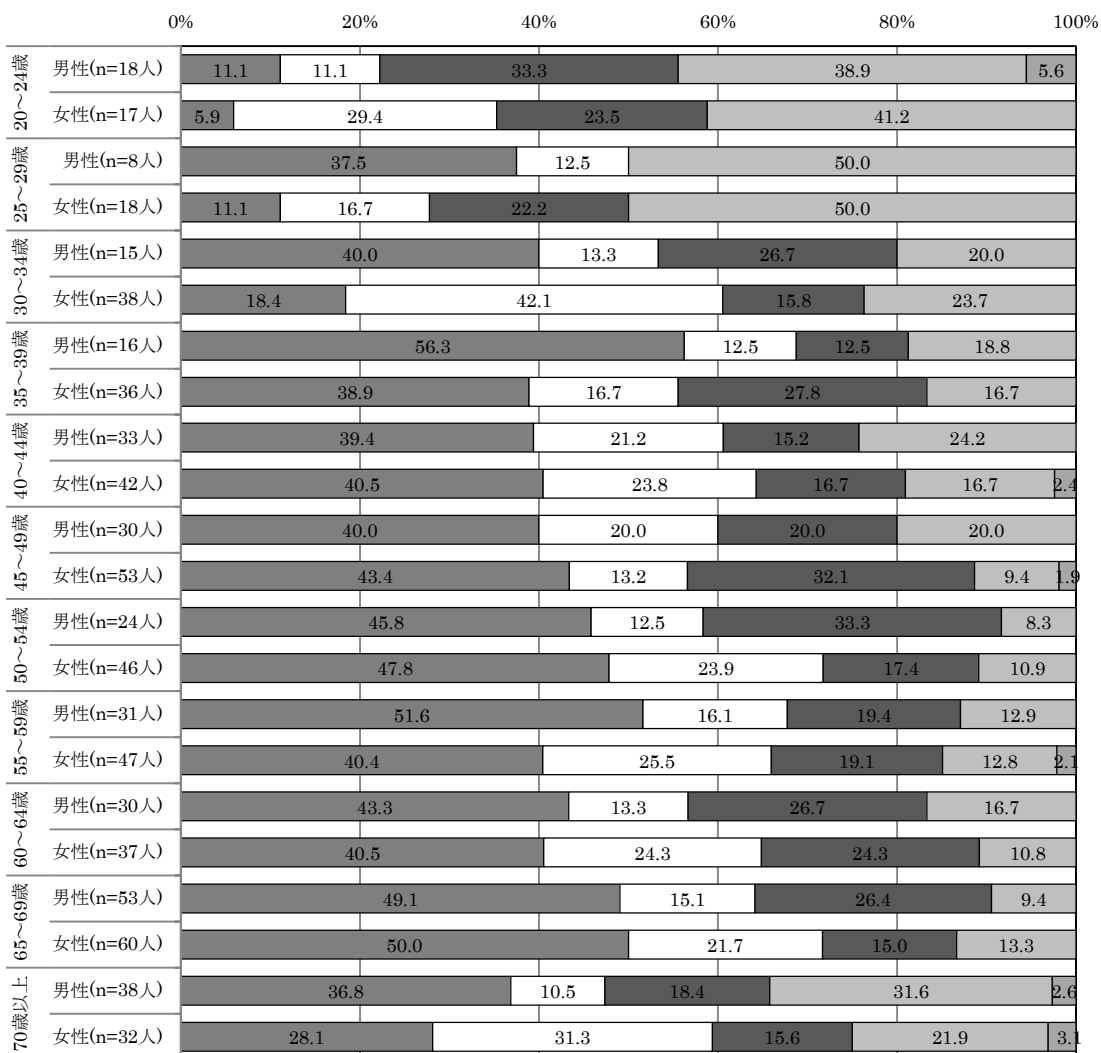 0% 20% 40% 60% 80% 100%
20～24歳
男性(n=18人) 11.1 11.1 33.3 38.9 5.6
女性(n=17人) 5.9 29.4 23.5 41.2
25～29歳
男性(n=8人) 37.5 12.5 50.0
女性(n=18人) 11.1 16.7 22.2 50.0
30～34歳
男性(n=15人) 40.0 13.3 26.7 20.0
女性(n=38人) 18.4 42.1 15.8 23.7
35～39歳
男性(n=16人) 56.3 12.5 12.5 18.8
女性(n=36人) 38.9 16.7 27.8 16.7
40～44歳
男性(n=33人) 39.4 21.2 15.2 24.2
女性(n=42人) 40.5 23.8 16.7 16.7 2.4
45～49歳
男性(n=30人) 40.0 20.0 20.0 20.0
女性(n=53人) 43.4 13.2 32.1 9.4 1.9
50～54歳
男性(n=24人) 45.8 12.5 33.3 8.3
女性(n=46人) 47.8 23.9 17.4 10.9
55～59歳
男性(n=31人) 51.6 16.1 19.4 12.9
女性(n=47人) 40.4 25.5 19.1 12.8 2.1
60～64歳
男性(n=30人) 43.3 13.3 26.7 16.7
女性(n=37人) 40.5 24.3 24.3 10.8
65～69歳
男性(n=53人) 49.1 15.1 26.4 9.4
女性(n=60人) 50.0 21.7 15.0 13.3
70歳以上
男性(n=38人) 36.8 10.5 18.4 31.6 2.6
女性(n=32人) 28.1 31.3 15.6 21.9 3.1